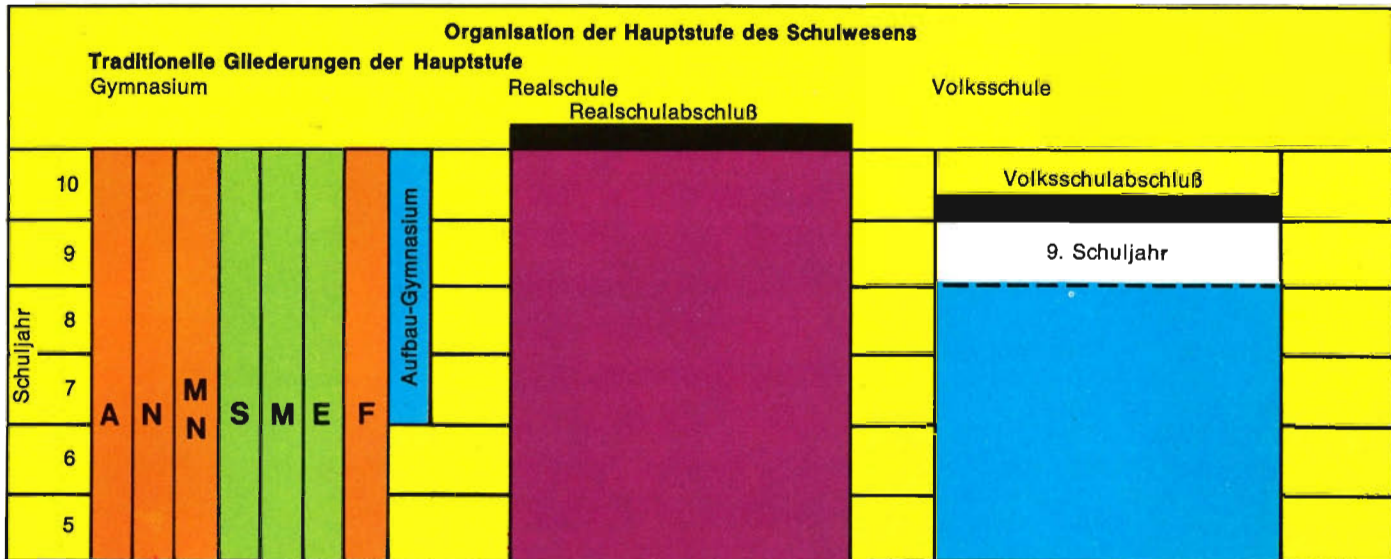 Organisation der Hauptstufe des Schulwesens
Traditionelle Gliederungen der Hauptstufe
Gymnasium Realschule Volksschule
Realschulabschluß
10 Volksschulabschluß
9 9. Schuljahr
8
7
6
5
Schuljahr
A N MN S M E F
Aufbau-Gymnasium